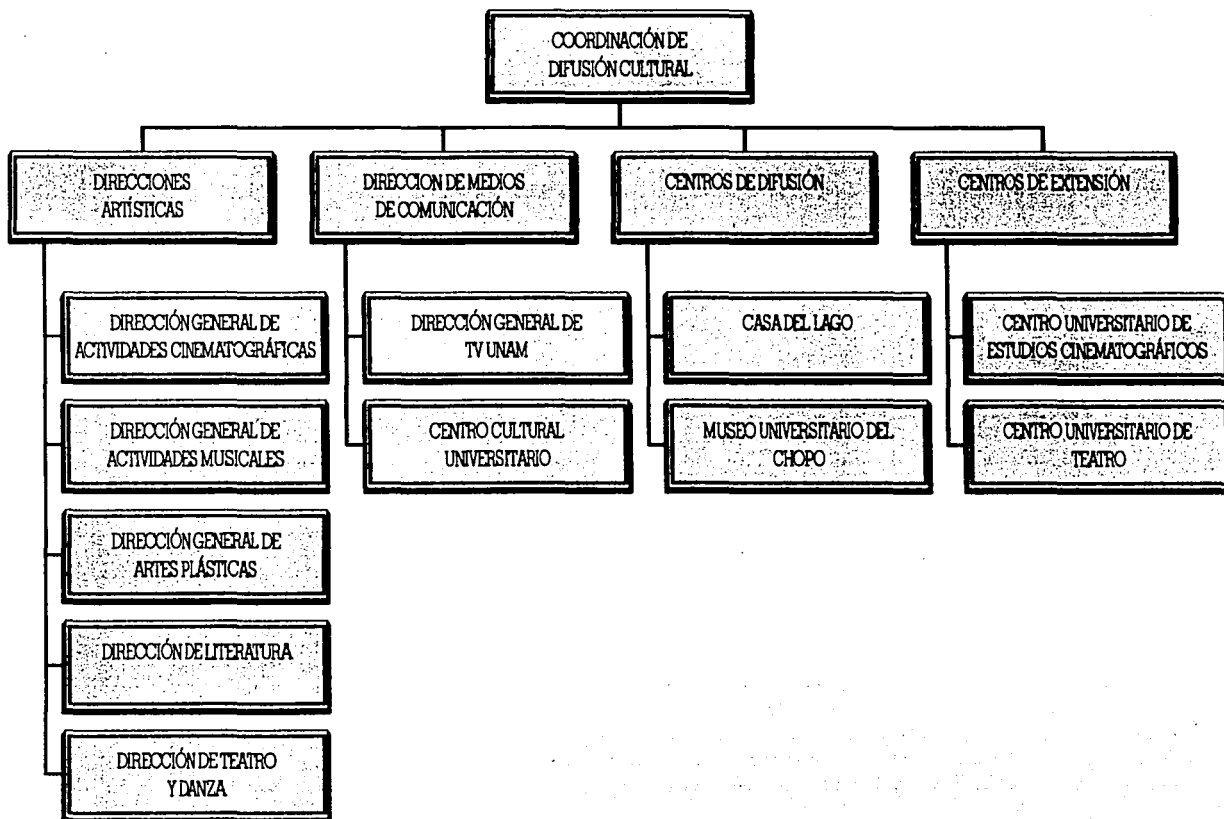 COORDINACIÓN DE
DIFUSIÓN CULTURAL
DIRECCIONES
ARTÍSTICAS
DIRECCION DE MEDIOS
DE COMUNICACIÓN
CENTROS DE DIFUSIÓN
CENTROS DE EXTENSIÓN
DIRECCIÓN GENERAL DE
ACTIVIDADES CINEMATOGRÁFICAS
DIRECCIÓN GENERAL DE
ACTIVIDADES MUSICALES
DIRECCIÓN GENERAL DE
ARTES PLÁSTICAS
DIRECCIÓN DE LITERATURA
DIRECCIÓN DE TEATRO
Y DANZA
DIRECCIÓN GENERAL DE
TV UNAM
CENTRO CULTURAL
UNIVERSITARIO
CASA DEL LAGO
MUSEO UNIVERSITARIO DEL
CHOPO
CENTRO UNIVERSITARIO DE
ESTUDIOS CINEMATOGRÁFICOS
CENTRO UNIVERSITARIO DE
TEATRO